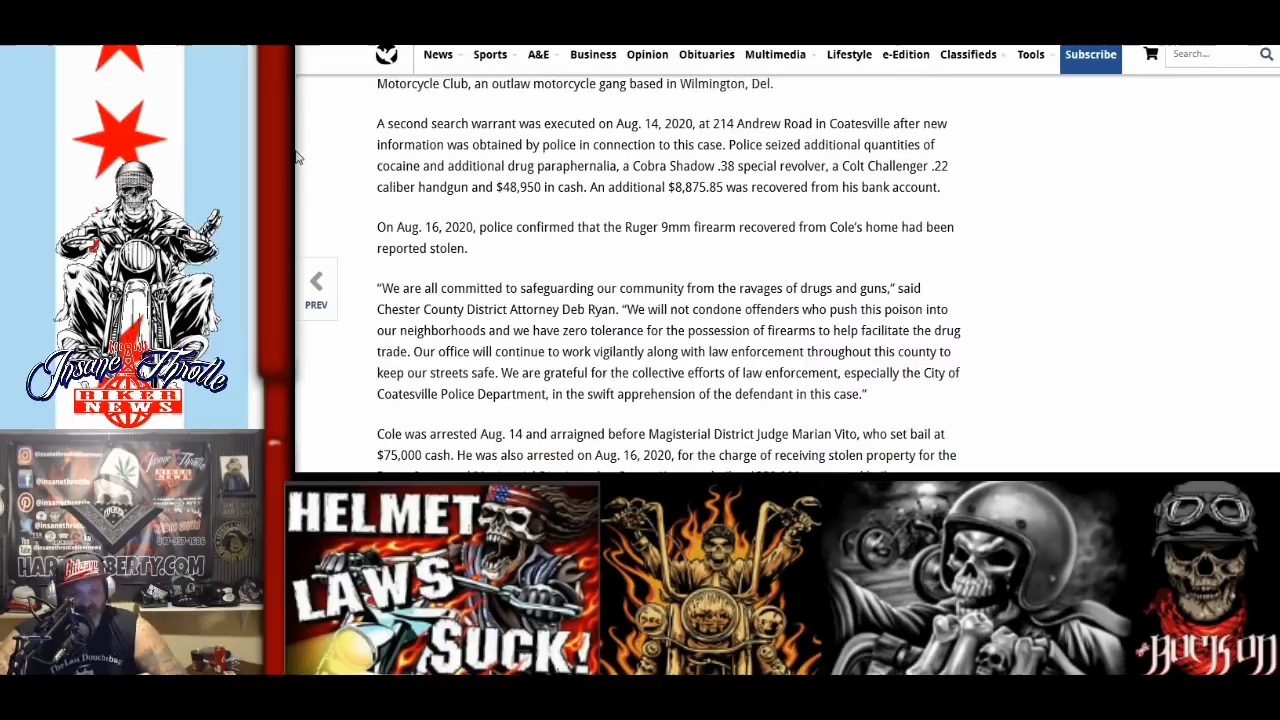 News Sports A&E Business Opinion Obituaries Multimedia Lifestyle e-Edition Classifieds Tools Subscribe Search...
Motorcycle Club, an outlaw motorcycle gang based in Wilmington, Del.
A second search warrant was executed on Aug. 14, 2020, at 214 Andrew Road in Coatesville after new
information was obtained by police in connection to this case. Police seized additional quantities of
cocaine and additional drug paraphernalia, a Cobra Shadow .38 special revolver, a Colt Challenger .22
caliber handgun and $48,950 in cash. An additional $8,875.85 was recovered from his bank account.
On Aug. 16, 2020, police confirmed that the Ruger 9mm firearm recovered from Cole's home had been
reported stolen.
PREV
“We are all committed to safeguarding our community from the ravages of drugs and guns,” said
Chester County District Attorney Deb Ryan. “We will not condone offenders who push this poison into
our neighborhoods and we have zero tolerance for the possession of firearms to help facilitate the drug
trade. Our office will continue to work vigilantly along with law enforcement throughout this county to
keep our streets safe. We are grateful for the collective efforts of law enforcement, especially the City of
Coatesville Police Department, in the swift apprehension of the defendant in this case.”
Cole was arrested Aug. 14 and arraigned before Magisterial District Judge Marian Vito, who set bail at
$75,000 cash. He was also arrested on Aug. 16, 2020, for the charge of receiving stolen property for the
Insane Throttle
BIKER
NEWS
@insanethrottlebikernews
@insanethro
@insanethr
@insanethrott
Chicago
The Last Douchebag
HELMET
LAWS
SUCK!
ROCK ON